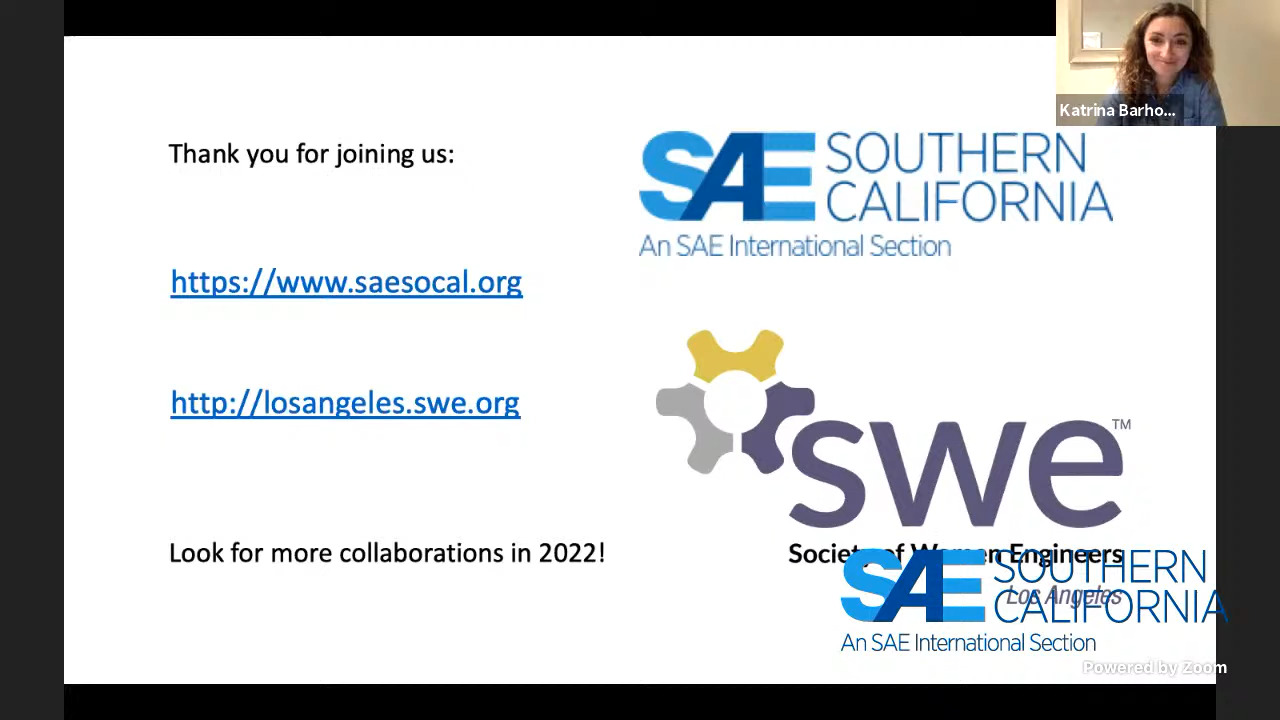 Katrina Barho...
Thank you for joining us:
SAE SOUTHERN
CALIFORNIA
An SAE International Section
https://www.saesocal.org
http://losangeles.swe.org
swe™
Look for more collaborations in 2022!
Society of Women Engineers
Los Angeles
SAE SOUTHERN
CALIFORNIA
An SAE International Section
Powered by Zoom